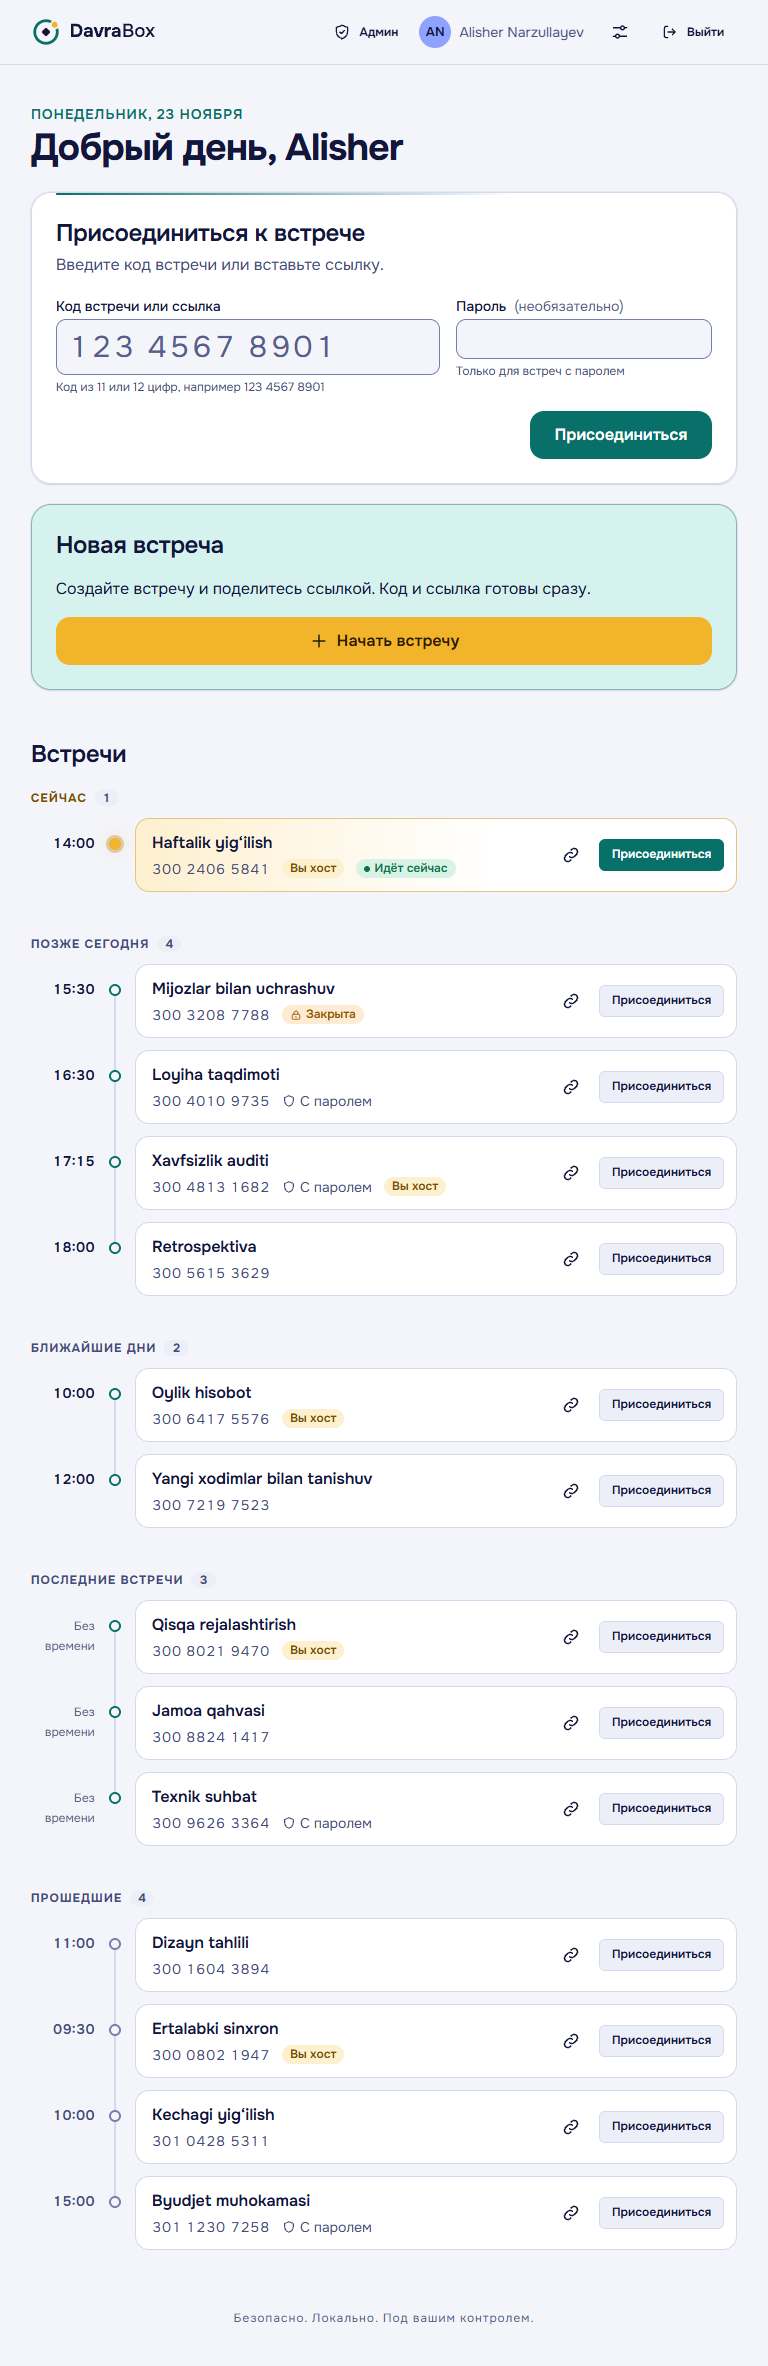 DavraBox
Админ
AN
Alisher Narzullayev
Выйти
ПОНЕДЕЛЬНИК, 23 НОЯБРЯ
Добрый день, Alisher
Присоединиться к встрече
Введите код встречи или вставьте ссылку.
Код встречи или ссылка
123 4567 8901
Код из 11 или 12 цифр, например 123 4567 8901
Пароль (необязательно)
Только для встреч с паролем
Присоединиться
Новая встреча
Создайте встречу и поделитесь ссылкой. Код и ссылка готовы сразу.
Начать встречу
Встречи
СЕЙЧАС 1
14:00
Haftalik yig‘ilish
300 2406 5841 Вы хост Идёт сейчас
Присоединиться
ПОЗЖЕ СЕГОДНЯ 4
15:30
Mijozlar bilan uchrashuv
300 3208 7788 Закрыта
Присоединиться
16:30
Loyiha taqdimoti
300 4010 9735 С паролем
Присоединиться
17:15
Xavfsizlik auditi
300 4813 1682 С паролем Вы хост
Присоединиться
18:00
Retrospektiva
300 5615 3629
Присоединиться
БЛИЖАЙШИЕ ДНИ 2
10:00
Oylik hisobot
300 6417 5576 Вы хост
Присоединиться
12:00
Yangi xodimlar bilan tanishuv
300 7219 7523
Присоединиться
ПОСЛЕДНИЕ ВСТРЕЧИ 3
Без
времени
Qisqa rejalashtirish
300 8021 9470 Вы хост
Присоединиться
Без
времени
Jamoa qahvasi
300 8824 1417
Присоединиться
Без
времени
Texnik suhbat
300 9626 3364 С паролем
Присоединиться
ПРОШЕДШИЕ 4
11:00
Dizayn tahlili
300 1604 3894
Присоединиться
09:30
Ertalabki sinxron
300 0802 1947 Вы хост
Присоединиться
10:00
Kechagi yig‘ilish
301 0428 5311
Присоединиться
15:00
Byudjet muhokamasi
301 1230 7258 С паролем
Присоединиться
Безопасно. Локально. Под вашим контролем.